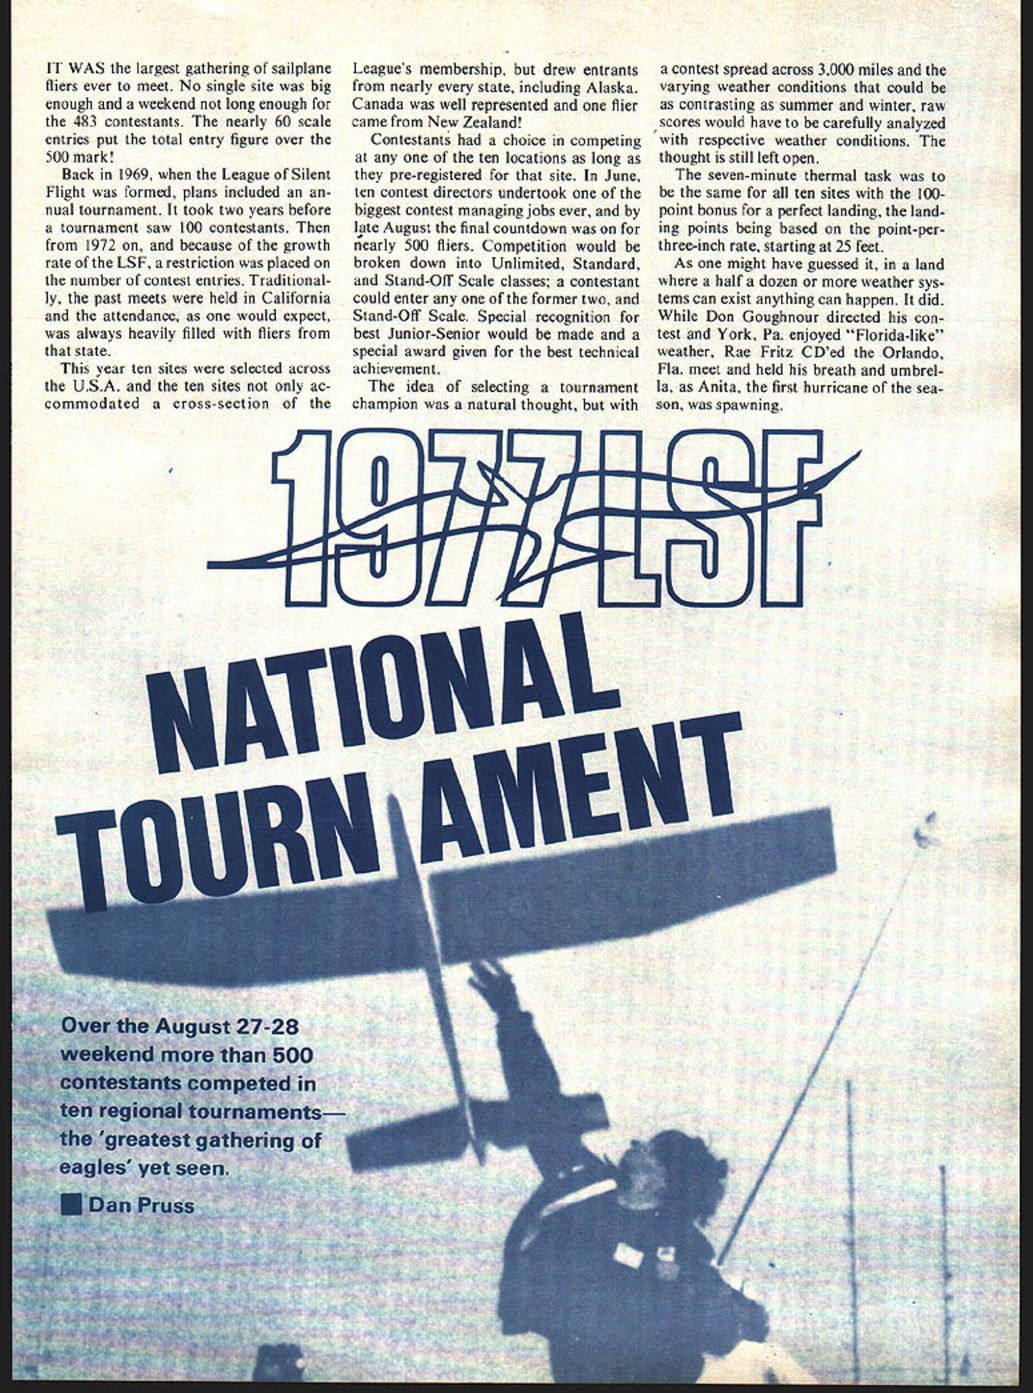 IT WAS the largest gathering of sailplane
fliers ever to meet. No single site was big
enough and a weekend not long enough for
the 483 contestants. The nearly 60 scale
entries put the total entry figure over the
500 mark!
Back in 1969, when the League of Silent
Flight was formed, plans included an an-
nual tournament. It took two years before
a tournament saw 100 contestants. Then
from 1972 on, and because of the growth
rate of the LSF, a restriction was placed on
the number of contest entries. Traditional-
ly, the past meets were held in California
and the attendance, as one would expect,
was always heavily filled with fliers from
that state.
This year ten sites were selected across
the U.S.A. and the ten sites not only ac-
commodated a cross-section of the
League's membership, but drew entrants
from nearly every state, including Alaska.
Canada was well represented and one flier
came from New Zealand!
Contestants had a choice in competing
at any one of the ten locations as long as
they pre-registered for that site. In June,
ten contest directors undertook one of the
biggest contest managing jobs ever, and by
late August the final countdown was on for
nearly 500 fliers. Competition would be
broken down into Unlimited, Standard,
and Stand-Off Scale classes; a contestant
could enter any one of the former two, and
Stand-Off Scale. Special recognition for
best Junior-Senior would be made and a
special award given for the best technical
achievement.
The idea of selecting a tournament
champion was a natural thought, but with
a contest spread across 3,000 miles and the
varying weather conditions that could be
as contrasting as summer and winter, raw
scores would have to be carefully analyzed
with respective weather conditions. The
thought is still left open.
The seven-minute thermal task was to
be the same for all ten sites with the 100-
point bonus for a perfect landing, the land-
ing points being based on the point-per-
three-inch rate, starting at 25 feet.
As one might have guessed it, in a land
where a half a dozen or more weather sys-
tems can exist anything can happen. It did.
While Don Goughnour directed his con-
test and York, Pa. enjoyed "Florida-like"
weather, Rae Fritz CD'ed the Orlando,
Fla. meet and held his breath and umbrel-
la, as Anita, the first hurricane of the sea-
son, was spawning.
1977 LSF
NATIONAL
TOURNAMENT
Over the August 27-28
weekend more than 500
contestants competed in
ten regional tournaments—
the 'greatest gathering of
eagles' yet seen.
■ Dan Pruss